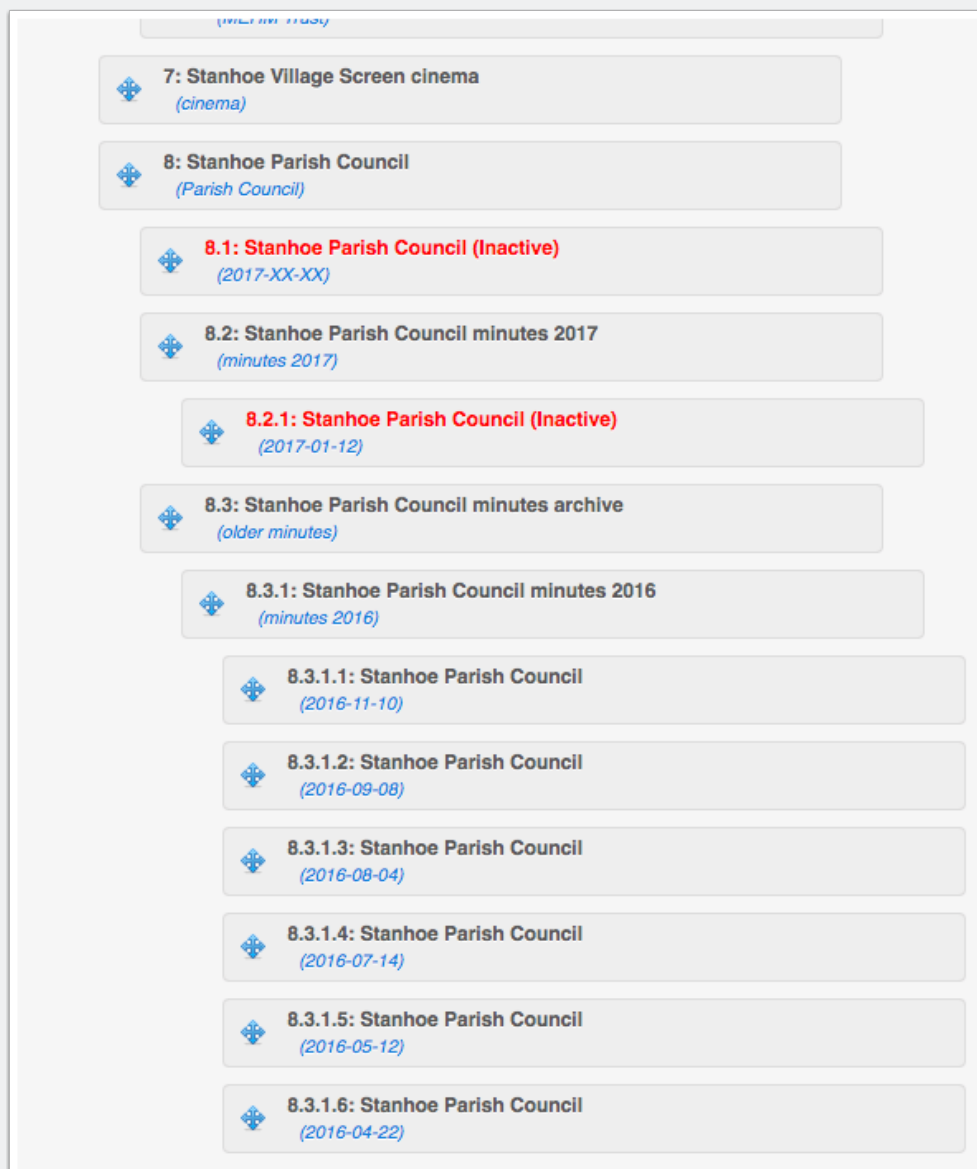 (MEHM Trust)
7: Stanhoe Village Screen cinema
(cinema)
8: Stanhoe Parish Council
(Parish Council)
8.1: Stanhoe Parish Council (Inactive)
(2017-XX-XX)
8.2: Stanhoe Parish Council minutes 2017
(minutes 2017)
8.2.1: Stanhoe Parish Council (Inactive)
(2017-01-12)
8.3: Stanhoe Parish Council minutes archive
(older minutes)
8.3.1: Stanhoe Parish Council minutes 2016
(minutes 2016)
8.3.1.1: Stanhoe Parish Council
(2016-11-10)
8.3.1.2: Stanhoe Parish Council
(2016-09-08)
8.3.1.3: Stanhoe Parish Council
(2016-08-04)
8.3.1.4: Stanhoe Parish Council
(2016-07-14)
8.3.1.5: Stanhoe Parish Council
(2016-05-12)
8.3.1.6: Stanhoe Parish Council
(2016-04-22)